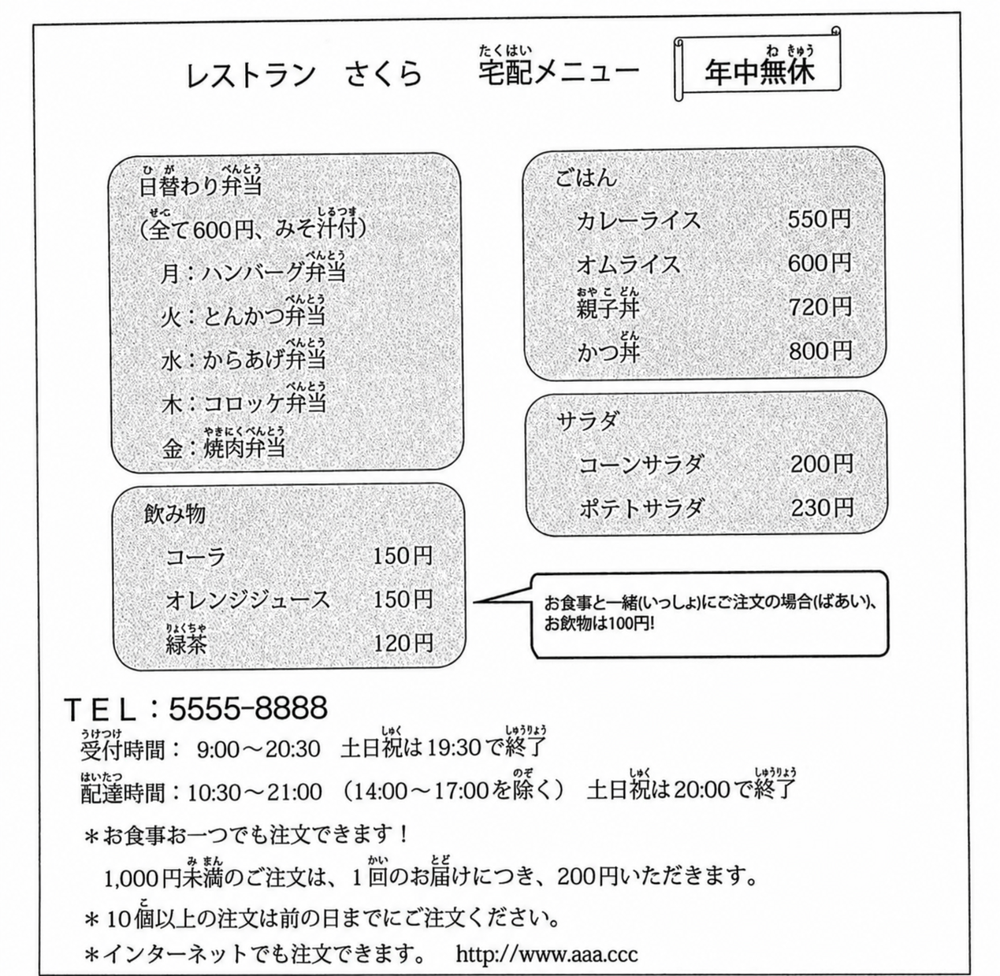 レストラン　さくら　宅配メニュー　年中無休
日替わり弁当
（全て600円、みそ汁付）
月：ハンバーグ弁当
火：とんかつ弁当
水：からあげ弁当
木：コロッケ弁当
金：焼肉弁当
飲み物
コーラ　150円
オレンジジュース　150円
緑茶　120円
ごはん
カレーライス　550円
オムライス　600円
親子丼　720円
かつ丼　800円
サラダ
コーンサラダ　200円
ポテトサラダ　230円
お食事と一緒(いっしょ)にご注文の場合(ばあい)、
お飲物は100円!
ＴＥＬ：5555-8888
受付時間： 9:00～20:30　土日祝は19:30で終了
配達時間：10:30～21:00 （14:00～17:00を除く） 土日祝は20:00で終了
＊お食事お一つでも注文できます！
1,000円未満のご注文は、1回のお届けにつき、200円いただきます。
＊10個以上の注文は前の日までにご注文ください。
＊インターネットでも注文できます。　http://www.aaa.ccc